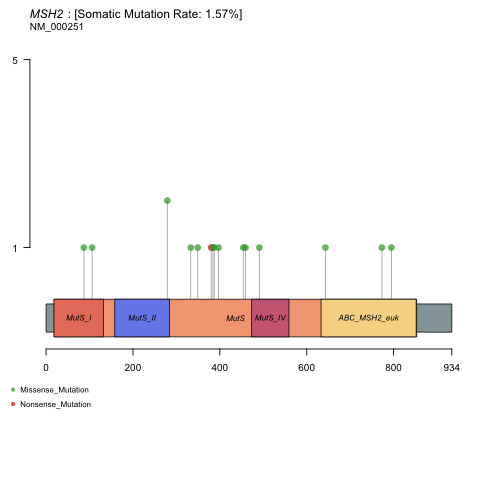 MSH2 : [Somatic Mutation Rate: 1.57%]
NM_000251
5
1
MutS_I MutS_II MutS MutS_IV ABC_MSH2_euk
0 200 400 600 800 934
Missense_Mutation
Nonsense_Mutation